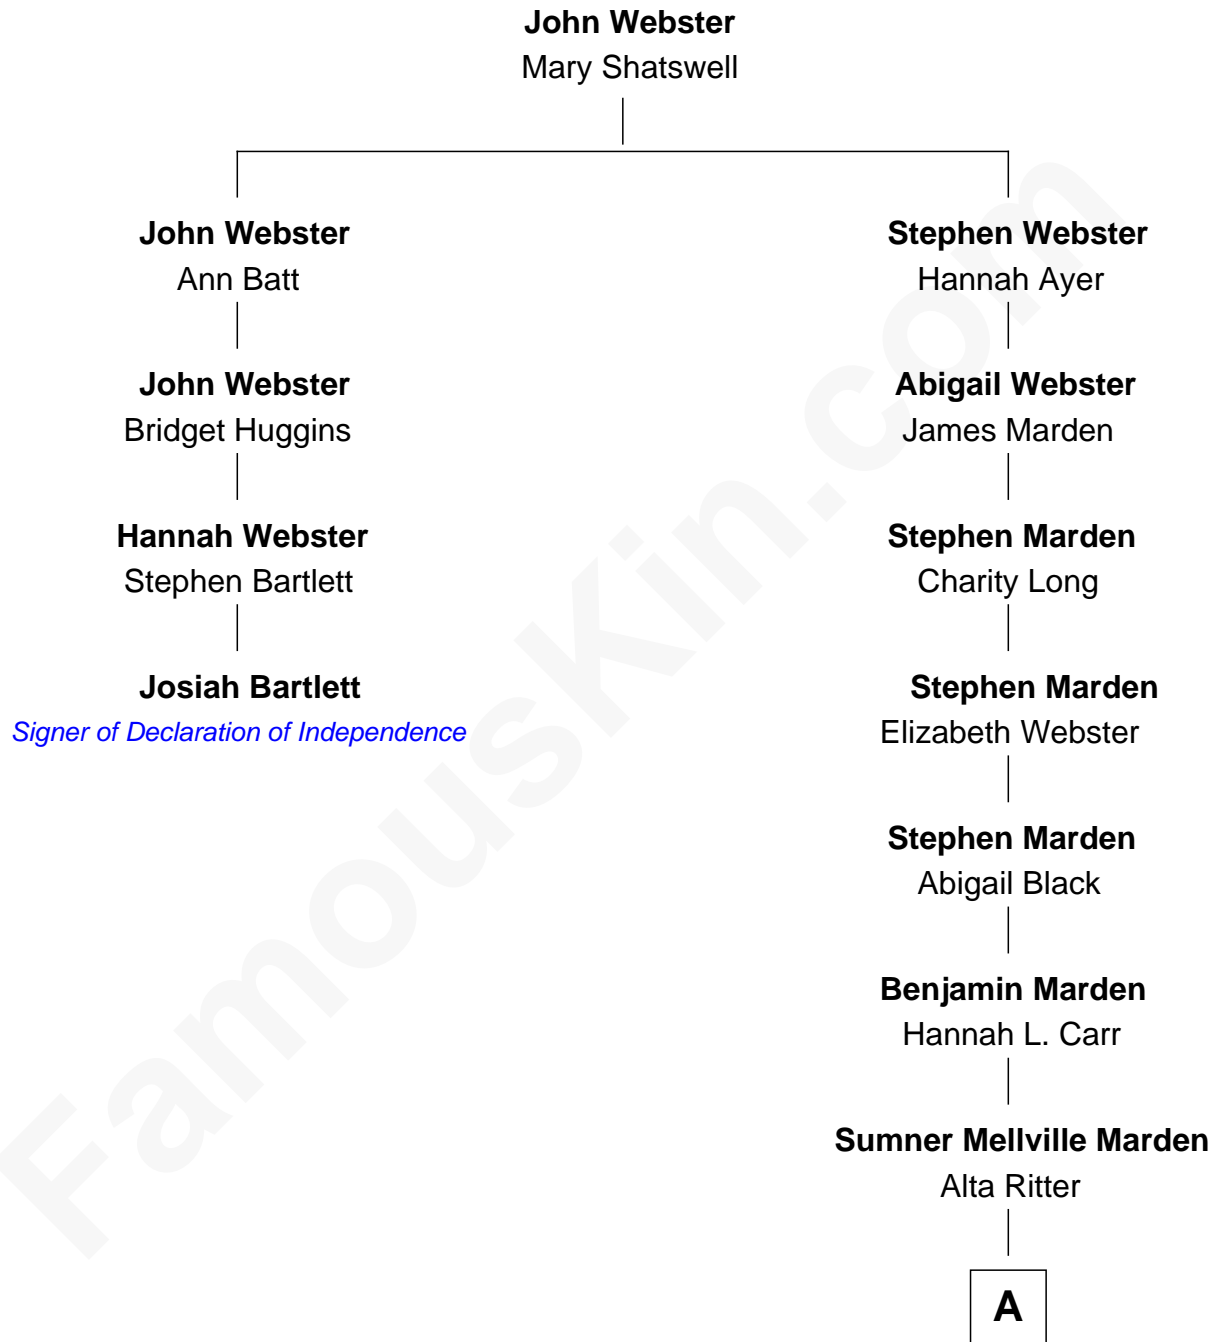 John Webster
Mary Shatswell
John Webster
Ann Batt
John Webster
Bridget Huggins
Hannah Webster
Stephen Bartlett
Josiah Bartlett
Signer of Declaration of Independence
Stephen Webster
Hannah Ayer
Abigail Webster
James Marden
Stephen Marden
Charity Long
Stephen Marden
Elizabeth Webster
Stephen Marden
Abigail Black
Benjamin Marden
Hannah L. Carr
Sumner Mellville Marden
Alta Ritter
A
FamousKin.com